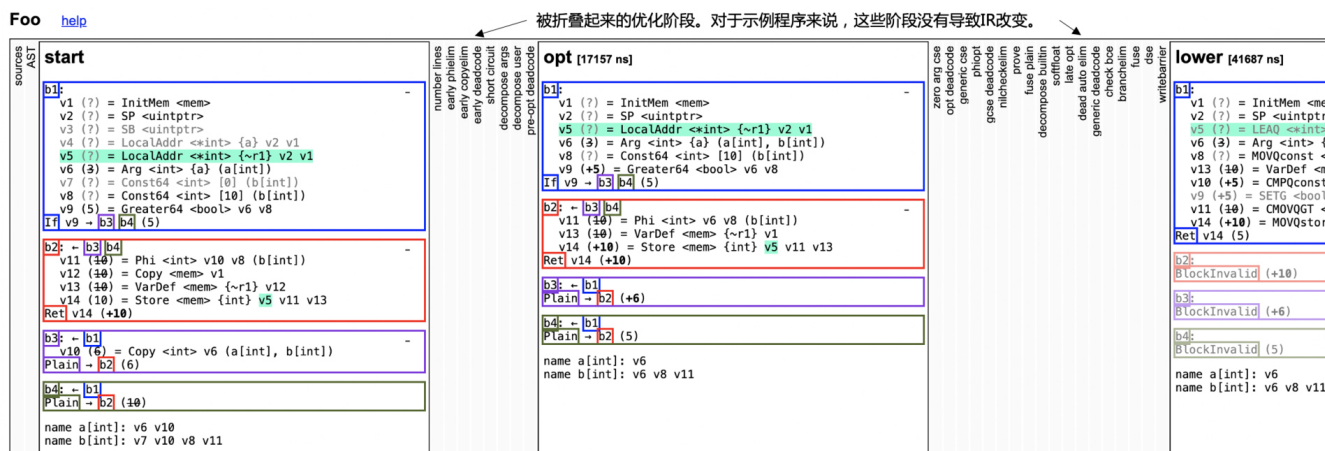 Foo help
被折叠起来的优化阶段。对于示例程序来说，这些阶段没有导致IR改变。
sources
AST
start
b1: -
v1 (?) = InitMem <mem>
v2 (?) = SP <uintptr>
v3 (?) = SB <uintptr>
v4 (?) = LocalAddr <*int> {a} v2 v1
v5 (?) = LocalAddr <*int> {~r1} v2 v1
v6 (3) = Arg <int> {a} (a[int])
v7 (?) = Const64 <int> [0] (b[int])
v8 (?) = Const64 <int> [10] (b[int])
v9 (5) = Greater64 <bool> v6 v8
If v9 → b3 b4 (5)
b2: ← b3 b4 -
v11 (10) = Phi <int> v10 v8 (b[int])
v12 (10) = Copy <mem> v1
v13 (10) = VarDef <mem> {~r1} v12
v14 (10) = Store <mem> {int} v5 v11 v13
Ret v14 (+10)
b3: ← b1 -
v10 (6) = Copy <int> v6 (a[int], b[int])
Plain → b2 (6)
b4: ← b1
Plain → b2 (10)
name a[int]: v6 v10
name b[int]: v7 v10 v8 v11
number lines
early phielim
early copyelim
early deadcode
short circuit
decompose args
decompose user
pre-opt deadcode
opt [17157 ns]
b1: -
v1 (?) = InitMem <mem>
v2 (?) = SP <uintptr>
v5 (?) = LocalAddr <*int> {~r1} v2 v1
v6 (3) = Arg <int> {a} (a[int], b[int])
v8 (?) = Const64 <int> [10] (b[int])
v9 (+5) = Greater64 <bool> v6 v8
If v9 → b3 b4 (5)
b2: ← b3 b4 -
v11 (10) = Phi <int> v6 v8 (b[int])
v13 (10) = VarDef <mem> {~r1} v1
v14 (+10) = Store <mem> {int} v5 v11 v13
Ret v14 (+10)
b3: ← b1
Plain → b2 (+6)
b4: ← b1
Plain → b2 (5)
name a[int]: v6
name b[int]: v6 v8 v11
zero arg cse
opt deadcode
generic cse
phiopt
gcse deadcode
nilcheckelim
prove
fuse plain
decompose builtin
softfloat
late opt
dead auto elim
generic deadcode
check bce
branchelim
fuse
dse
writebarrier
lower [41687 ns]
b1:
v1 (?) = InitMem <me
v2 (?) = SP <uintptr
v5 (?) = LEAQ <*int>
v6 (3) = Arg <int> {
v8 (?) = MOVQconst <
v13 (10) = VarDef <m
v10 (+5) = CMPQconst
v9 (+5) = SETG <bool
v11 (10) = CMOVQGT <
v14 (+10) = MOVQstor
Ret v14 (5)
b2:
BlockInvalid (+10)
b3:
BlockInvalid (+6)
b4:
BlockInvalid (5)
name a[int]: v6
name b[int]: v6 v8 v11